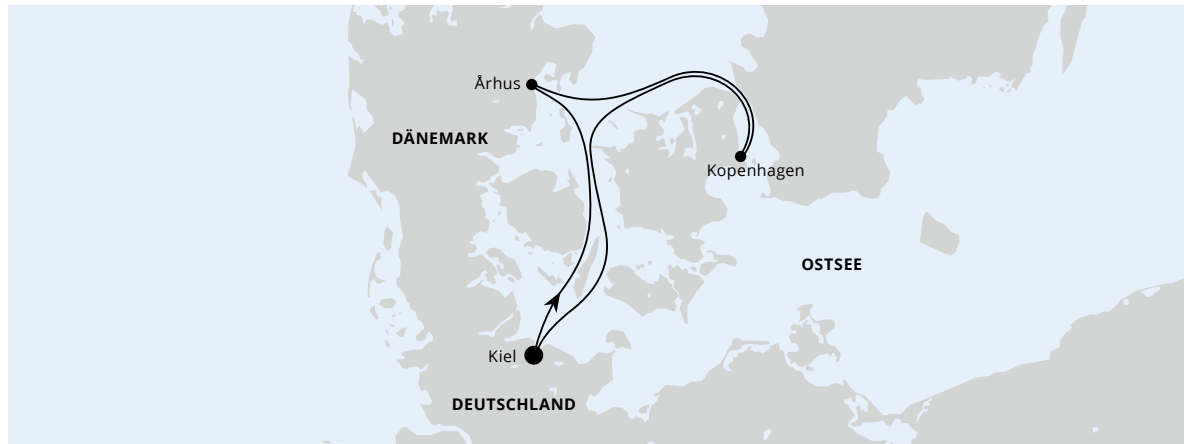 Århus
DÄNEMARK
Kopenhagen
OSTSEE
Kiel
DEUTSCHLAND